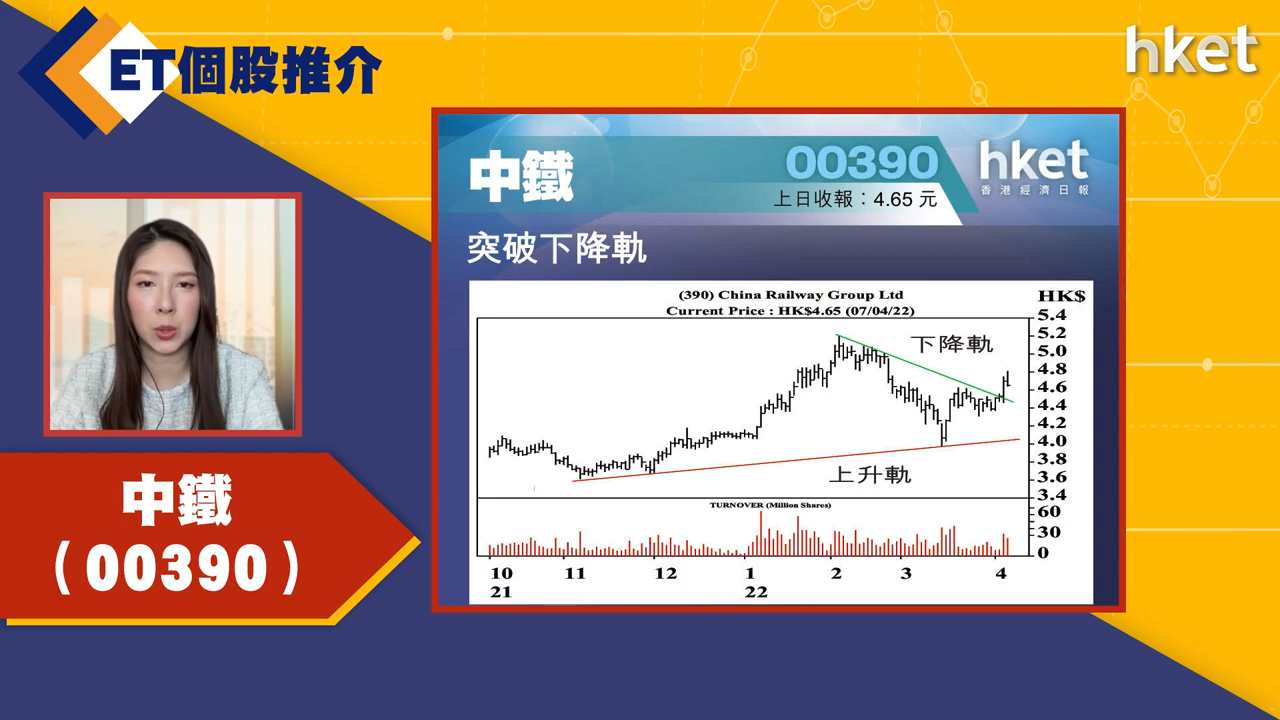 ET個股推介
hket
中鐵
00390
上日收報：4.65 元
hket
香港經濟日報
突破下降軌
(390) China Railway Group Ltd
Current Price : HK$4.65 (07/04/22)
HK$
5.4
5.2
5.0
4.8
4.6
4.4
4.2
4.0
3.8
3.6
3.4
下降軌
上升軌
TURNOVER (Million Shares)
60
30
0
10 11 12 1 2 3 4
21 22
中鐵
（00390）